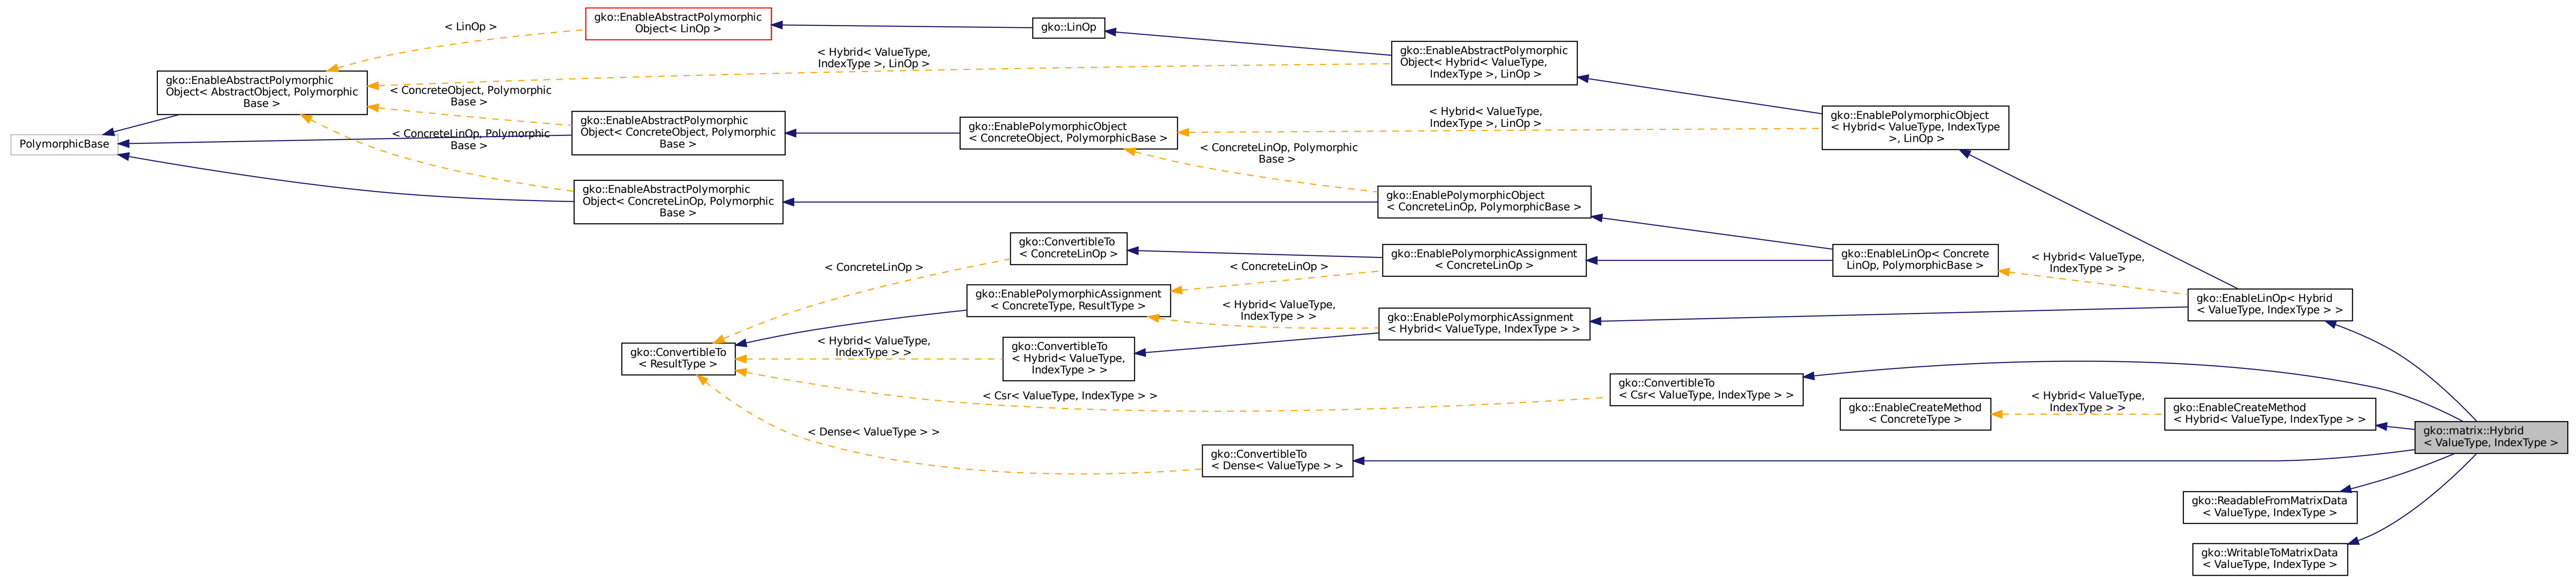 gko::EnableAbstractPolymorphic
Object< LinOp >
< LinOp >
gko::LinOp
< Hybrid< ValueType,
IndexType >, LinOp >
gko::EnableAbstractPolymorphic
Object< Hybrid< ValueType,
IndexType >, LinOp >
gko::EnableAbstractPolymorphic
Object< AbstractObject, Polymorphic
Base >
< ConcreteObject, Polymorphic
Base >
gko::EnableAbstractPolymorphic
Object< ConcreteObject, Polymorphic
Base >
gko::EnablePolymorphicObject
< ConcreteObject, PolymorphicBase >
< Hybrid< ValueType,
IndexType >, LinOp >
gko::EnablePolymorphicObject
< Hybrid< ValueType, IndexType
>, LinOp >
PolymorphicBase
< ConcreteLinOp, Polymorphic
Base >
< ConcreteLinOp, Polymorphic
Base >
gko::EnableAbstractPolymorphic
Object< ConcreteLinOp, Polymorphic
Base >
gko::EnablePolymorphicObject
< ConcreteLinOp, PolymorphicBase >
gko::ConvertibleTo
< ConcreteLinOp >
gko::EnablePolymorphicAssignment
< ConcreteLinOp >
gko::EnableLinOp< Concrete
LinOp, PolymorphicBase >
< Hybrid< ValueType,
IndexType > >
< ConcreteLinOp >
< ConcreteLinOp >
gko::EnablePolymorphicAssignment
< ConcreteType, ResultType >
< Hybrid< ValueType,
IndexType > >
gko::EnablePolymorphicAssignment
< Hybrid< ValueType, IndexType > >
gko::EnableLinOp< Hybrid
< ValueType, IndexType > >
gko::ConvertibleTo
< ResultType >
< Hybrid< ValueType,
IndexType > >
gko::ConvertibleTo
< Hybrid< ValueType,
IndexType > >
< Csr< ValueType, IndexType > >
gko::ConvertibleTo
< Csr< ValueType, IndexType > >
gko::EnableCreateMethod
< ConcreteType >
< Hybrid< ValueType,
IndexType > >
gko::EnableCreateMethod
< Hybrid< ValueType, IndexType > >
gko::matrix::Hybrid
< ValueType, IndexType >
< Dense< ValueType > >
gko::ConvertibleTo
< Dense< ValueType > >
gko::ReadableFromMatrixData
< ValueType, IndexType >
gko::WritableToMatrixData
< ValueType, IndexType >